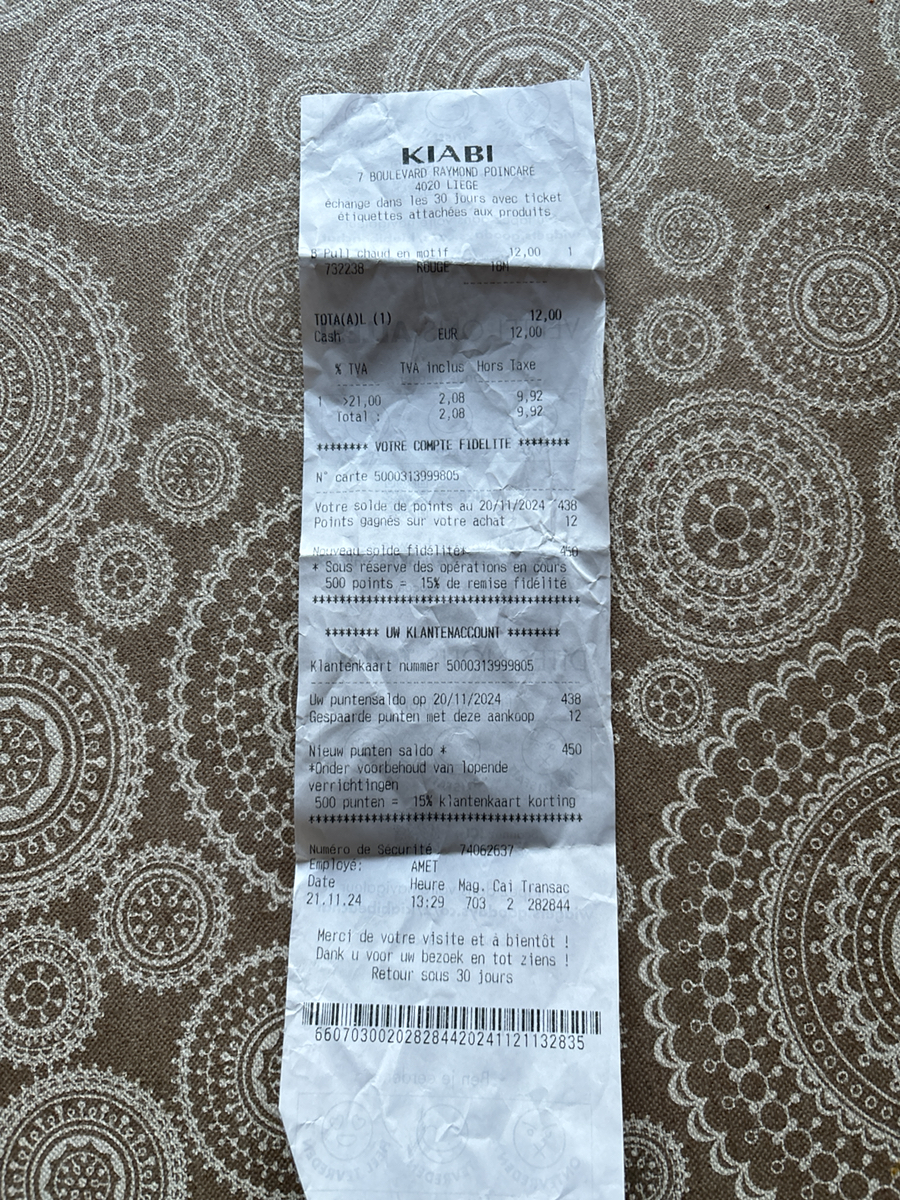 KIABI
7 BOULEVARD RAYMOND POINCARE
4020 LIEGE
échange dans les 30 jours avec ticket
étiquettes attachées aux produits
B Pull chaud en motif 12,00 1
732238 ROUGE 18M
TOTA(A)L (1) 12,00
Cash EUR 12,00
% TVA TVA inclus Hors Taxe
1 >21,00 2,08 9,92
Total : 2,08 9,92
******** VOTRE COMPTE FIDELITE ********
N° carte 5000313999805
Votre solde de points au 20/11/2024 438
Points gagnés sur votre achat 12
Nouveau solde fidélité* 450
* Sous réserve des opérations en cours
500 points = 15% de remise fidélité
*****************************************
******** UW KLANTENACCOUNT ********
Klantenkaart nummer 5000313999805
Uw puntensaldo op 20/11/2024 438
Gespaarde punten met deze aankoop 12
Nieuw punten saldo * 450
*Onder voorbehoud van lopende
verrichtingen
500 punten = 15% klantenkaart korting
*****************************************
Numéro de Sécurité 74062637
Employé: AMET
Date Heure Mag. Cai Transac
21.11.24 13:29 703 2 282844
Merci de votre visite et à bientôt !
Dank u voor uw bezoek en tot ziens !
Retour sous 30 jours
660703002028284420241121132835